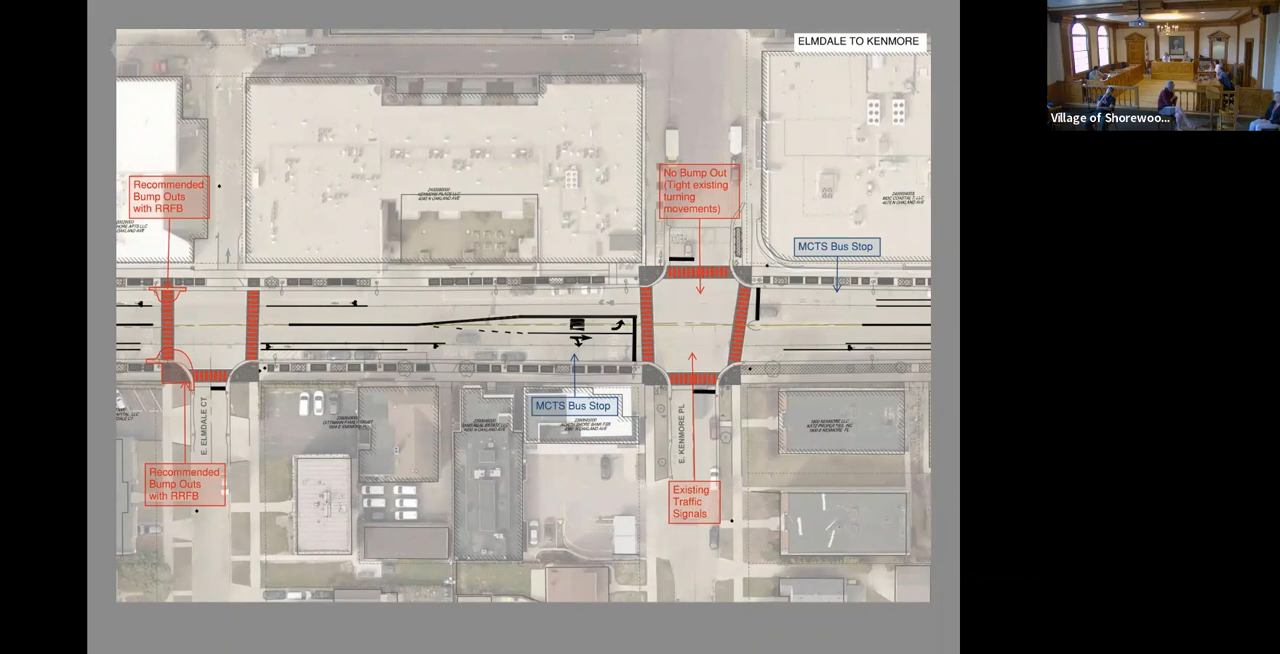 ELMDALE TO KENMORE
Village of Shorewoo...
Recommended
Bump Outs
with RRFB
No Bump Out
(Tight existing
turning
movements)
MCTS Bus Stop
MCTS Bus Stop
E. ELMDALE CT
E. KENMORE PL
Recommended
Bump Outs
with RRFB
Existing
Traffic
Signals